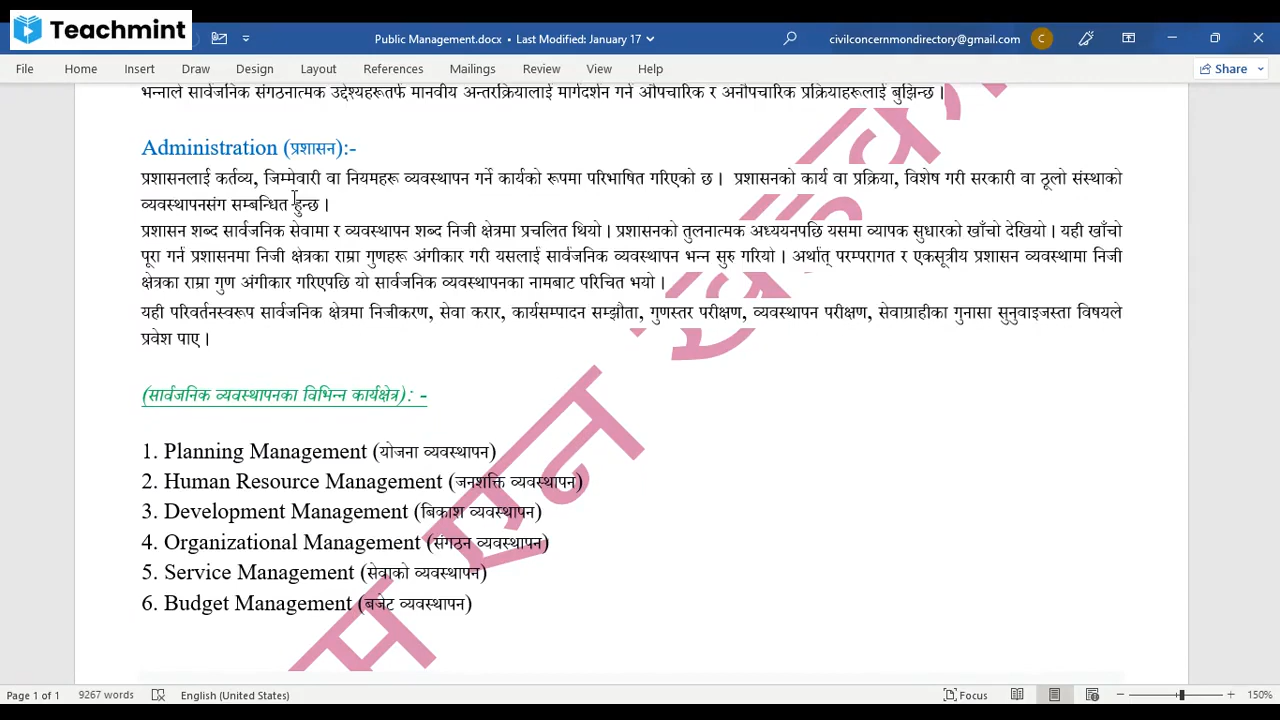 Teachmint
Public Management.docx • Last Modified: January 17
civilconcernmondirectory@gmail.com
C
File Home Insert Draw Design Layout References Mailings Review View Help
Share
भन्नाले सार्वजनिक संगठनात्मक उद्देश्यहरूतर्फ मानवीय अन्तरक्रियालाई मार्गदर्शन गर्ने औपचारिक र अनौपचारिक प्रक्रियाहरूलाई बुझिन्छ ।
Administration (प्रशासन):-
प्रशासनलाई कर्तव्य, जिम्मेवारी वा नियमहरू व्यवस्थापन गर्ने कार्यको रूपमा परिभाषित गरिएको छ । प्रशासनको कार्य वा प्रक्रिया, विशेष गरी सरकारी वा ठूलो संस्थाको
व्यवस्थापनसंग सम्बन्धित हुन्छ ।
प्रशासन शब्द सार्वजनिक सेवामा र व्यवस्थापन शब्द निजी क्षेत्रमा प्रचलित थियो । प्रशासनको तुलनात्मक अध्ययनपछि यसमा व्यापक सुधारको खाँचो देखियो । यही खाँचो
पूरा गर्न प्रशासनमा निजी क्षेत्रका राम्रा गुणहरू अंगीकार गरी यसलाई सार्वजनिक व्यवस्थापन भन्न सुरु गरियो । अर्थात् परम्परागत र एकसूत्रीय प्रशासन व्यवस्थामा निजी
क्षेत्रका राम्रा गुण अंगीकार गरिएपछि यो सार्वजनिक व्यवस्थापनका नामबाट परिचित भयो ।
यही परिवर्तनस्वरूप सार्वजनिक क्षेत्रमा निजीकरण, सेवा करार, कार्यसम्पादन सम्झौता, गुणस्तर परीक्षण, व्यवस्थापन परीक्षण, सेवाग्राहीका गुनासा सुनुवाइजस्ता विषयले
प्रवेश पाए ।
(सार्वजनिक व्यवस्थापनका विभिन्न कार्यक्षेत्र): -
1. Planning Management (योजना व्यवस्थापन)
2. Human Resource Management (जनशक्ति व्यवस्थापन)
3. Development Management (बिकाश व्यवस्थापन)
4. Organizational Management (संगठन व्यवस्थापन)
5. Service Management (सेवाको व्यवस्थापन)
6. Budget Management (बजेट व्यवस्थापन)
एन
Page 1 of 1 9267 words English (United States)
Focus
150%